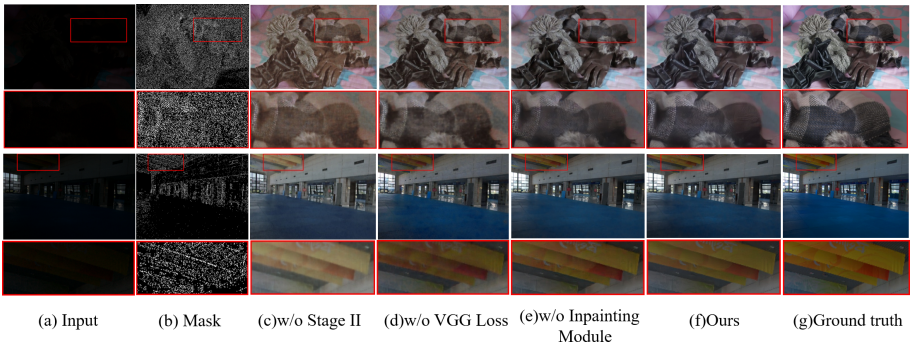 (a) Input
(b) Mask
(c)w/o Stage II
(d)w/o VGG Loss
(e)w/o Inpainting
Module
(f)Ours
(g)Ground truth